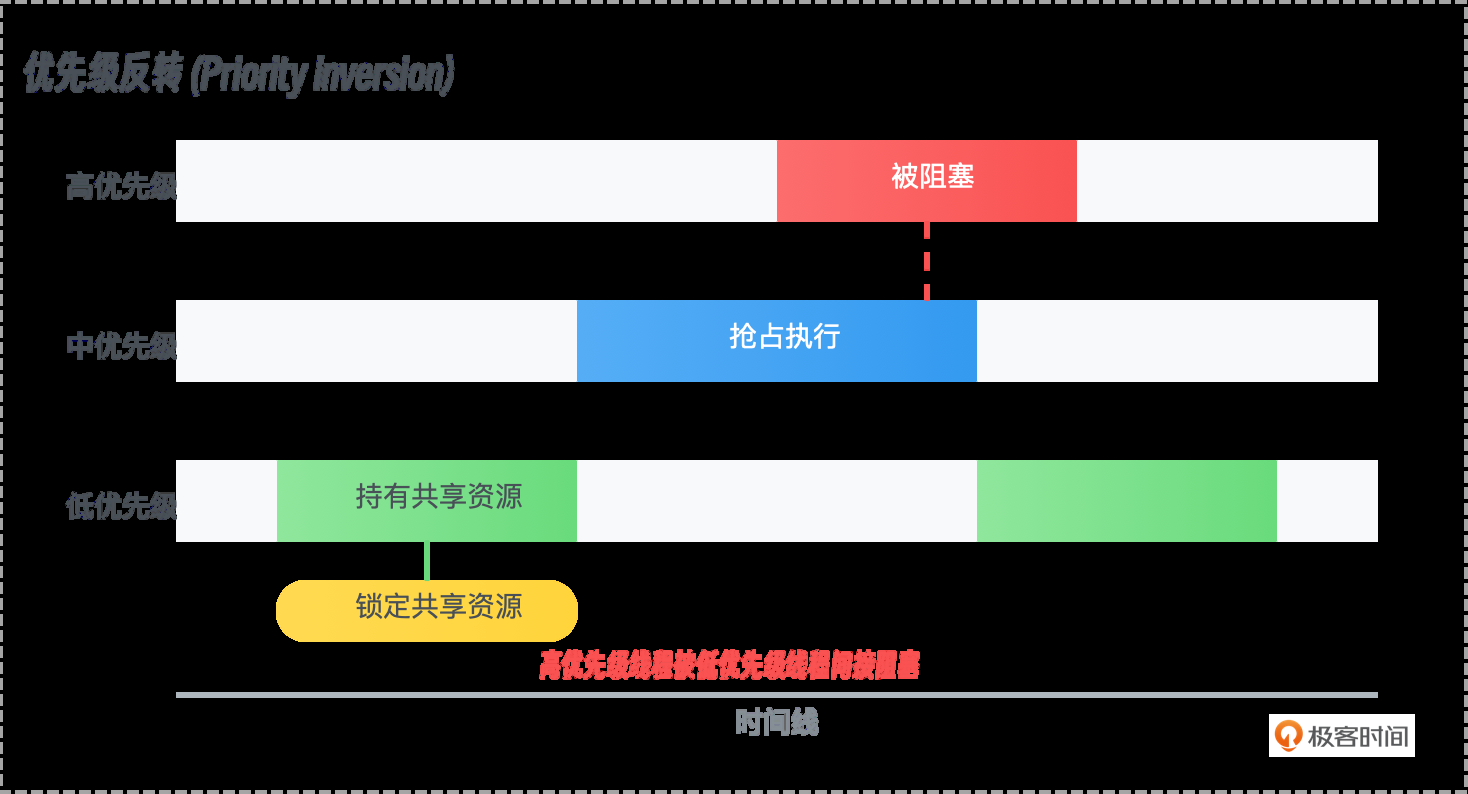 优先级反转 (Priority Inversion)
高优先级
被阻塞
中优先级
抢占执行
低优先级
持有共享资源
锁定共享资源
高优先级线程被低优先级线程间接阻塞
时间线
极客时间